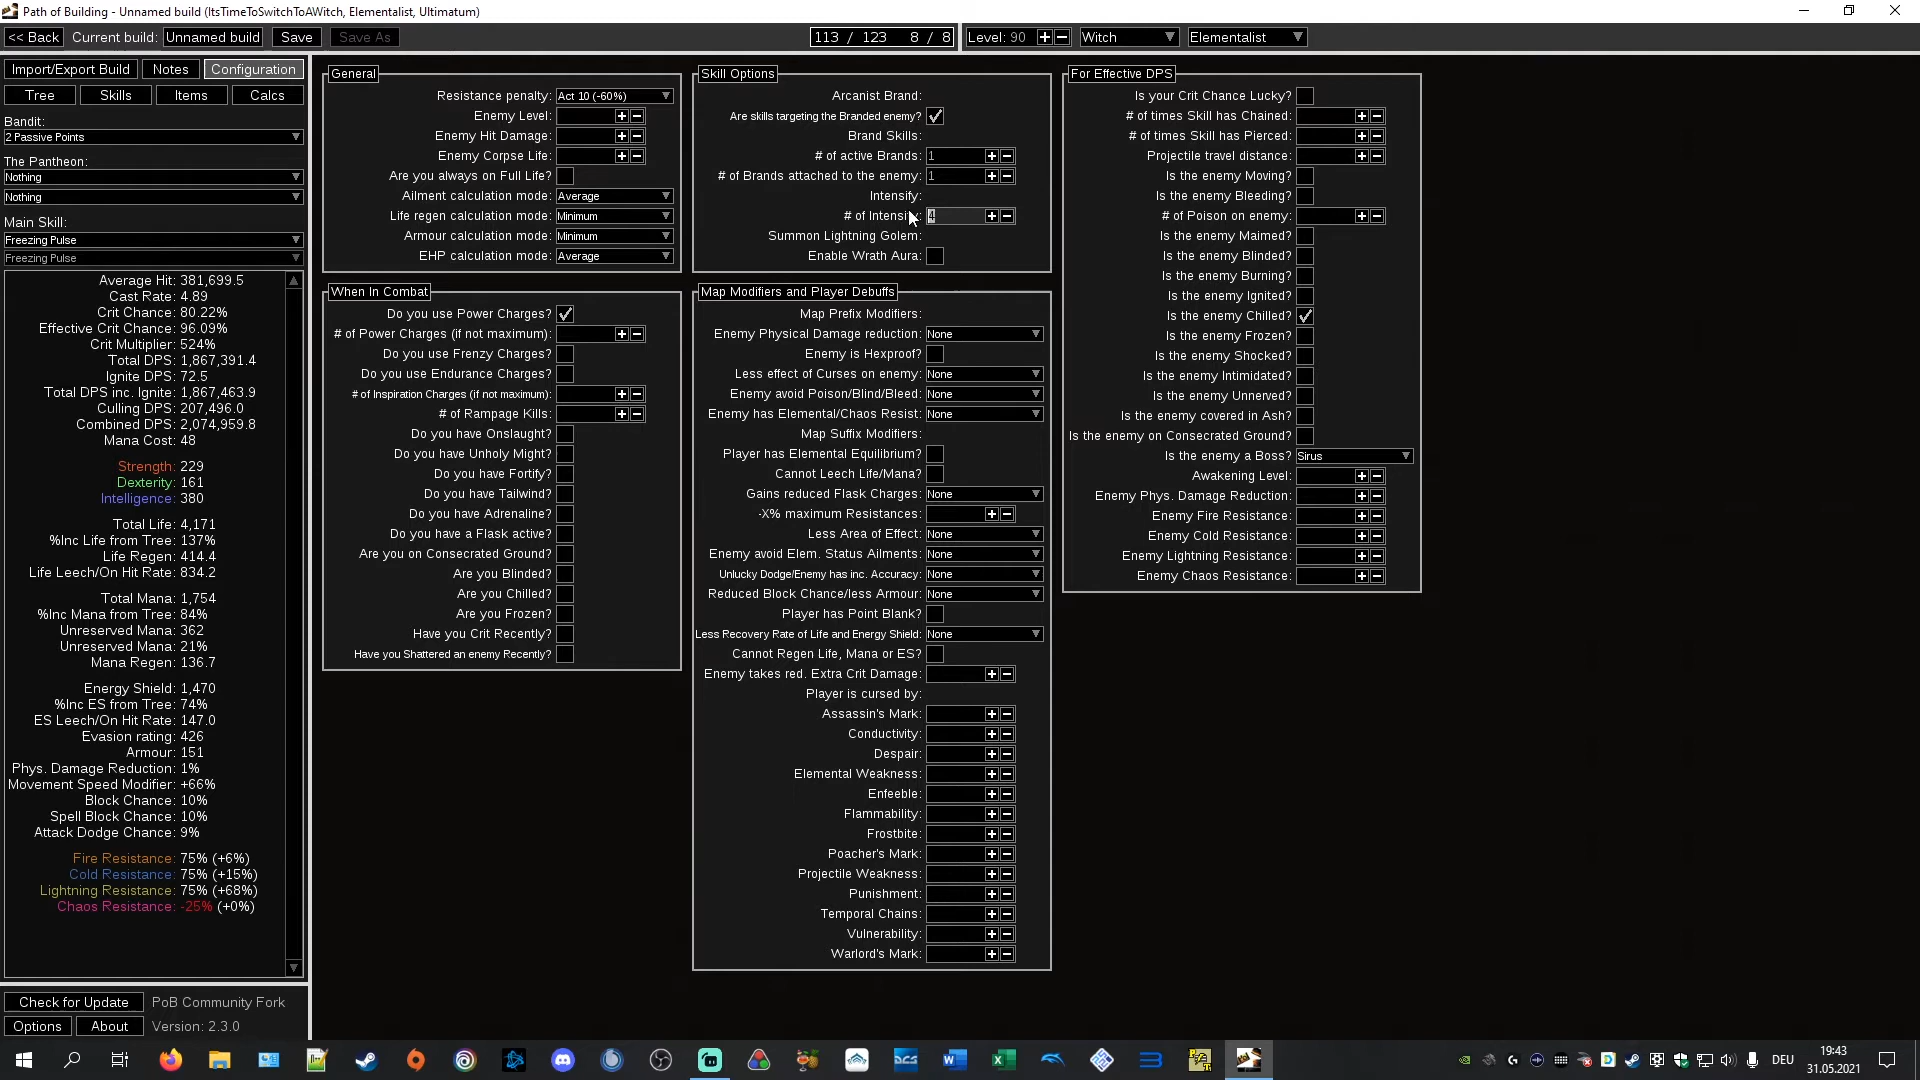 Path of Building - Unnamed build (ItsTimeToSwitchToAWitch, Elementalist, Ultimatum)
<< Back Current build: Unnamed build Save Save As 113 / 123 8 / 8 Level: 90 Witch Elementalist
Import/Export Build Notes Configuration
Tree Skills Items Calcs
Bandit:
2 Passive Points
The Pantheon:
Nothing
Nothing
Main Skill:
Freezing Pulse
Freezing Pulse
Average Hit: 381,699.5
Cast Rate: 4.89
Crit Chance: 80.22%
Effective Crit Chance: 96.09%
Crit Multiplier: 524%
Total DPS: 1,867,391.4
Ignite DPS: 72.5
Total DPS inc. Ignite: 1,867,463.9
Culling DPS: 207,496.0
Combined DPS: 2,074,959.8
Mana Cost: 48
Strength: 229
Dexterity: 161
Intelligence: 380
Total Life: 4,171
%Inc Life from Tree: 137%
Life Regen: 414.4
Life Leech/On Hit Rate: 834.2
Total Mana: 1,754
%Inc Mana from Tree: 84%
Unreserved Mana: 362
Unreserved Mana: 21%
Mana Regen: 136.7
Energy Shield: 1,470
%Inc ES from Tree: 74%
ES Leech/On Hit Rate: 147.0
Evasion rating: 426
Armour: 151
Phys. Damage Reduction: 1%
Movement Speed Modifier: +66%
Block Chance: 10%
Spell Block Chance: 10%
Attack Dodge Chance: 9%
Fire Resistance: 75% (+6%)
Cold Resistance: 75% (+15%)
Lightning Resistance: 75% (+68%)
Chaos Resistance: -25% (+0%)
Check for Update PoB Community Fork
Options About Version: 2.3.0
General
Resistance penalty: Act 10 (-60%)
Enemy Level:
Enemy Hit Damage:
Enemy Corpse Life:
Are you always on Full Life?
Ailment calculation mode: Average
Life regen calculation mode: Minimum
Armour calculation mode: Minimum
EHP calculation mode: Average
When In Combat
Do you use Power Charges?
# of Power Charges (if not maximum):
Do you use Frenzy Charges?
Do you use Endurance Charges?
# of Inspiration Charges (if not maximum):
# of Rampage Kills:
Do you have Onslaught?
Do you have Unholy Might?
Do you have Fortify?
Do you have Tailwind?
Do you have Adrenaline?
Do you have a Flask active?
Are you on Consecrated Ground?
Are you Blinded?
Are you Chilled?
Are you Frozen?
Have you Crit Recently?
Have you Shattered an enemy Recently?
Skill Options
Arcanist Brand:
Are skills targeting the Branded enemy?
Brand Skills:
# of active Brands: 1
# of Brands attached to the enemy: 1
Intensify:
# of Intensity: 4
Summon Lightning Golem:
Enable Wrath Aura:
Map Modifiers and Player Debuffs
Map Prefix Modifiers:
Enemy Physical Damage reduction: None
Enemy is Hexproof?
Less effect of Curses on enemy: None
Enemy avoid Poison/Blind/Bleed: None
Enemy has Elemental/Chaos Resist: None
Map Suffix Modifiers:
Player has Elemental Equilibrium?
Cannot Leech Life/Mana?
Gains reduced Flask Charges: None
-X% maximum Resistances:
Less Area of Effect: None
Enemy avoid Elem. Status Ailments: None
Unlucky Dodge/Enemy has inc. Accuracy: None
Reduced Block Chance/less Armour: None
Player has Point Blank?
Less Recovery Rate of Life and Energy Shield: None
Cannot Regen Life, Mana or ES?
Enemy takes red. Extra Crit Damage:
Player is cursed by:
Assassin's Mark:
Conductivity:
Despair:
Elemental Weakness:
Enfeeble:
Flammability:
Frostbite:
Poacher's Mark:
Projectile Weakness:
Punishment:
Temporal Chains:
Vulnerability:
Warlord's Mark:
For Effective DPS
Is your Crit Chance Lucky?
# of times Skill has Chained:
# of times Skill has Pierced:
Projectile travel distance:
Is the enemy Moving?
Is the enemy Bleeding?
# of Poison on enemy:
Is the enemy Maimed?
Is the enemy Blinded?
Is the enemy Burning?
Is the enemy Ignited?
Is the enemy Chilled?
Is the enemy Frozen?
Is the enemy Shocked?
Is the enemy Intimidated?
Is the enemy Unnerved?
Is the enemy covered in Ash?
Is the enemy on Consecrated Ground?
Is the enemy a Boss? Sirus
Awakening Level:
Enemy Phys. Damage Reduction:
Enemy Fire Resistance:
Enemy Cold Resistance:
Enemy Lightning Resistance:
Enemy Chaos Resistance:
DEU
19:43
31.05.2021